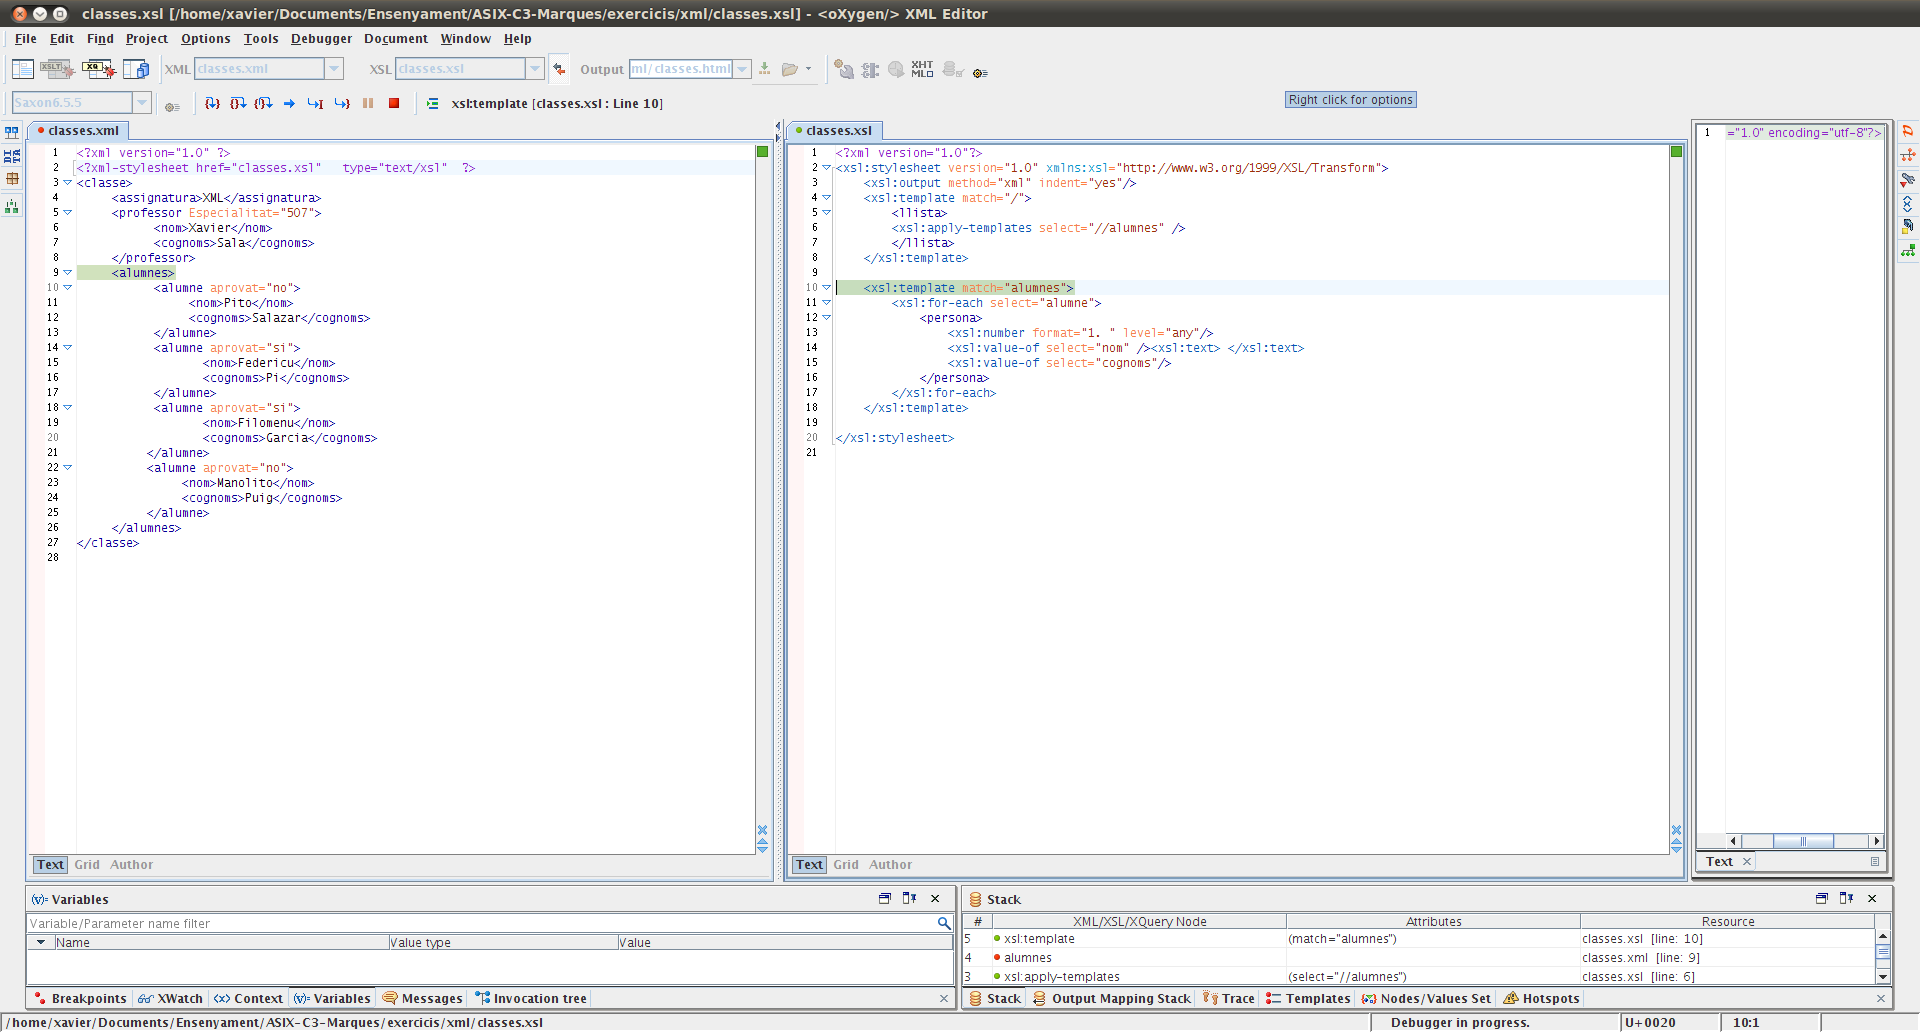 classes.xsl [/home/xavier/Documents/Ensenyament/ASIX-C3-Marques/exercicis/xml/classes.xsl] - <oXygen/> XML Editor
File Edit Find Project Options Tools Debugger Document Window Help
XSLT XQ XML classes.xml XSL classes.xsl Output ml/classes.html XHT MLO
Saxon6.5.5 xsl:template [classes.xsl : Line 10] Right click for options
classes.xml
1 <?xml version="1.0" ?>
2 <?xml-stylesheet href="classes.xsl"   type="text/xsl"  ?>
3 <classe>
4 <assignatura>XML</assignatura>
5 <professor Especialitat="507">
6 <nom>Xavier</nom>
7 <cognoms>Sala</cognoms>
8 </professor>
9 <alumnes>
10 <alumne aprovat="no">
11 <nom>Pito</nom>
12 <cognoms>Salazar</cognoms>
13 </alumne>
14 <alumne aprovat="si">
15 <nom>Federicu</nom>
16 <cognoms>Pi</cognoms>
17 </alumne>
18 <alumne aprovat="si">
19 <nom>Filomenu</nom>
20 <cognoms>Garcia</cognoms>
21 </alumne>
22 <alumne aprovat="no">
23 <nom>Manolito</nom>
24 <cognoms>Puig</cognoms>
25 </alumne>
26 </alumnes>
27 </classe>
28
Text Grid Author
classes.xsl
1 <?xml version="1.0"?>
2 <xsl:stylesheet version="1.0" xmlns:xsl="http://www.w3.org/1999/XSL/Transform">
3 <xsl:output method="xml" indent="yes"/>
4 <xsl:template match="/">
5 <llista>
6 <xsl:apply-templates select="//alumnes" />
7 </llista>
8 </xsl:template>
9
10 <xsl:template match="alumnes">
11 <xsl:for-each select="alumne">
12 <persona>
13 <xsl:number format="1. " level="any"/>
14 <xsl:value-of select="nom" /><xsl:text> </xsl:text>
15 <xsl:value-of select="cognoms"/>
16 </persona>
17 </xsl:for-each>
18 </xsl:template>
19
20 </xsl:stylesheet>
21
Text Grid Author
1 ="1.0" encoding="utf-8"?>
Text
(v)= Variables
Variable/Parameter name filter
Name Value type Value
Breakpoints XWatch Context (v)= Variables Messages Invocation tree
Stack
# XML/XSL/XQuery Node Attributes Resource
5 xsl:template (match="alumnes") classes.xsl [line: 10]
4 alumnes classes.xml [line: 9]
3 xsl:apply-templates (select="//alumnes") classes.xsl [line: 6]
Stack Output Mapping Stack Trace Templates Nodes/Values Set Hotspots
/home/xavier/Documents/Ensenyament/ASIX-C3-Marques/exercicis/xml/classes.xsl Debugger in progress. U+0020 10:1